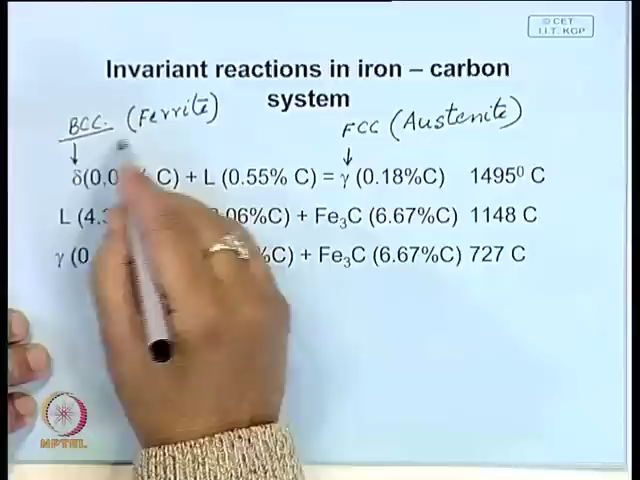 © CET
I.I.T. KGP
Invariant reactions in iron – carbon
system
BCC. (Ferrite)
FCC (Austenite)
δ(0.0 % C) + L (0.55% C) = γ (0.18%C) 1495⁰ C
L (4.3 .06%C) + Fe₃C (6.67%C) 1148 C
γ (0 %C) + Fe₃C (6.67%C) 727 C
NPTEL